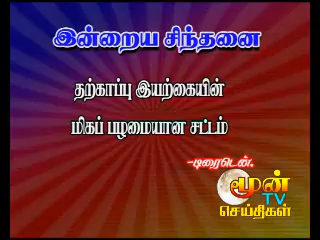 இன்றைய சிந்தனை
தற்காப்பு இயற்கையின்
மிகப் பழமையான சட்டம்
-டிரைடென்.
மூன்
TV
செய்திகள்